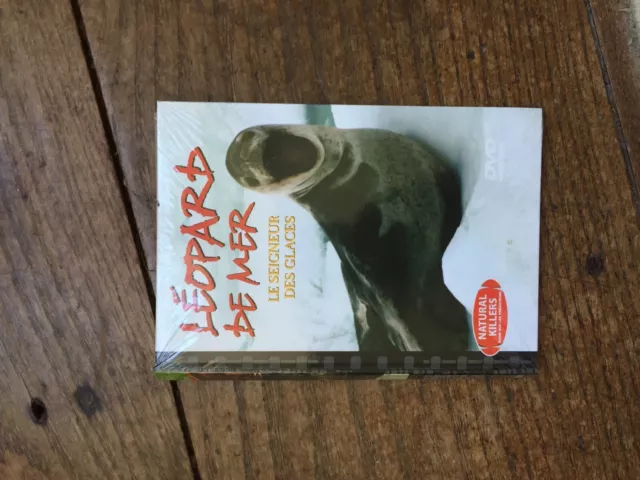 LÉOPARD
DE MER
LE SEIGNEUR
DES GLACES
DVD
NATURAL
KILLERS